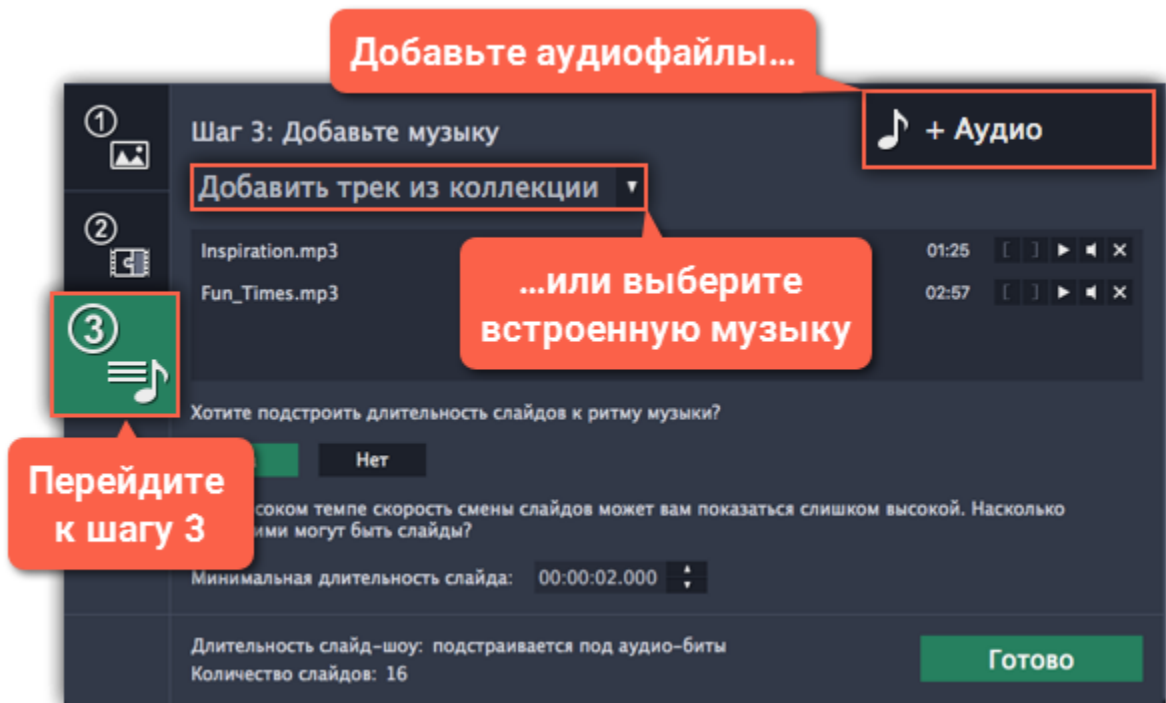 Добавьте аудиофайлы...
①
Шаг 3: Добавьте музыку
+ Аудио
Добавить трек из коллекции
②
Inspiration.mp3 01:25 [ ]
...или выберите
встроенную музыку
Fun_Times.mp3 02:57 [ ]
③
Хотите подстроить длительность слайдов к ритму музыки?
Нет
Перейдите
к шагу 3
темпе скорость смены слайдов может вам показаться слишком высокой. Насколько
могут быть слайды?
Минимальная длительность слайда: 00:00:02.000
Длительность слайд-шоу: подстраивается под аудио-биты
Количество слайдов: 16
Готово